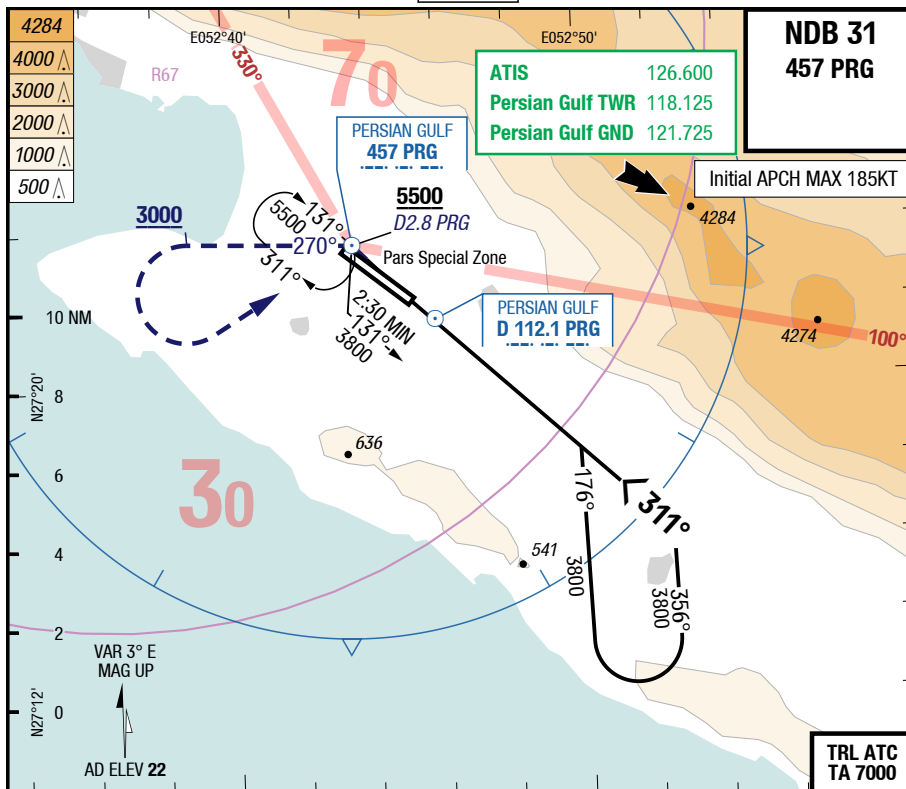 4284
4000
3000
2000
1000
500
E052°40'
E052°50'
NDB 31
457 PRG
R67
330°
70
ATIS 126.600
Persian Gulf TWR 118.125
Persian Gulf GND 121.725
PERSIAN GULF
457 PRG
Initial APCH MAX 185KT
4284
3000
5500
131°
5500
D2.8 PRG
270°
311°
Pars Special Zone
2:30 MIN
131°
3800
PERSIAN GULF
D 112.1 PRG
4274
100°
10 NM
N27°20'
8
6
4
2
0
N27°12'
636
30
541
176°
3800
311°
356°
3800
VAR 3° E
MAG UP
AD ELEV 22
TRL ATC
TA 7000